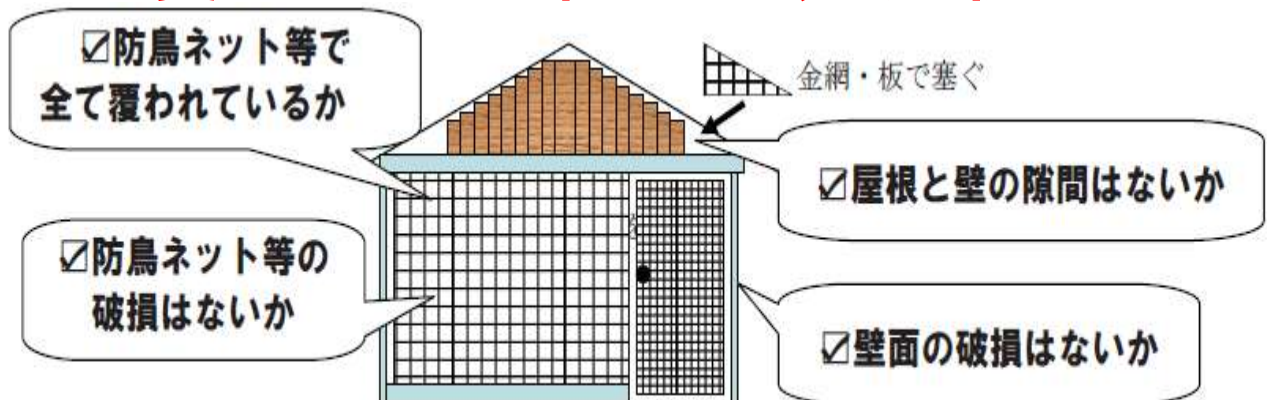 ☑防鳥ネット等で
全て覆われているか
金網・板で塞ぐ
☑屋根と壁の隙間はないか
☑防鳥ネット等の
破損はないか
☑壁面の破損はないか